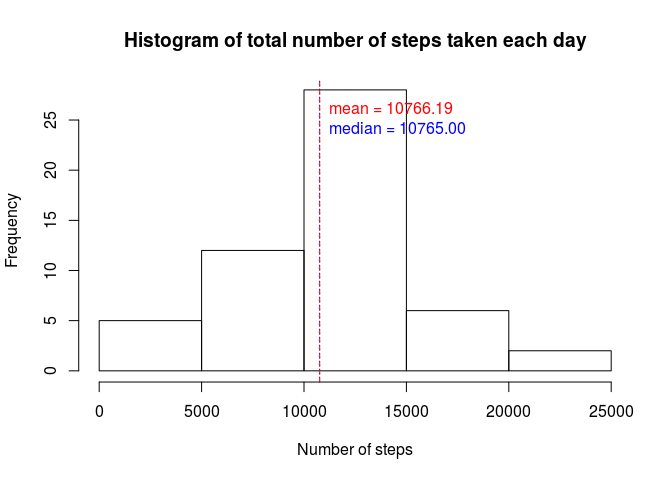 Histogram of total number of steps taken each day
mean = 10766.19
median = 10765.00
25
20
15
10
5
0
Frequency
0 5000 10000 15000 20000 25000
Number of steps